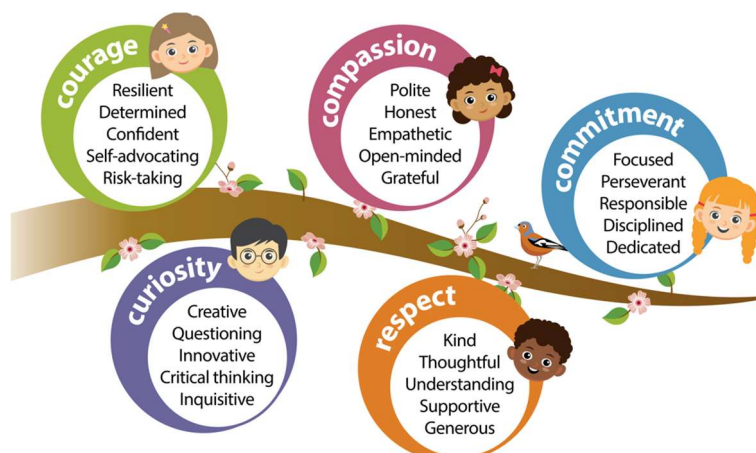 courage
Resilient
Determined
Confident
Self-advocating
Risk-taking
compassion
Polite
Honest
Empathetic
Open-minded
Grateful
commitment
Focused
Perseverant
Responsible
Disciplined
Dedicated
curiosity
Creative
Questioning
Innovative
Critical thinking
Inquisitive
respect
Kind
Thoughtful
Understanding
Supportive
Generous